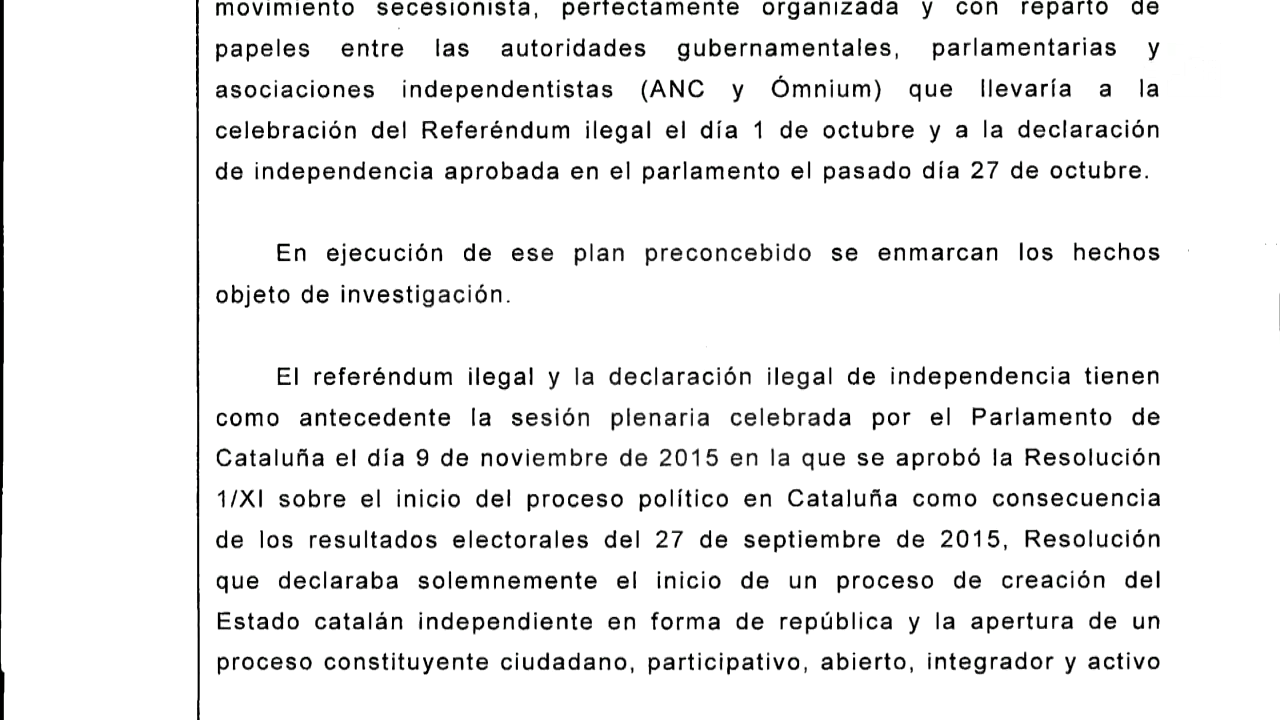 movimiento secesionista, perfectamente organizada y con reparto de
papeles entre las autoridades gubernamentales, parlamentarias y
asociaciones independentistas (ANC y Ómnium) que llevaría a la
celebración del Referéndum ilegal el día 1 de octubre y a la declaración
de independencia aprobada en el parlamento el pasado día 27 de octubre.
En ejecución de ese plan preconcebido se enmarcan los hechos
objeto de investigación.
El referéndum ilegal y la declaración ilegal de independencia tienen
como antecedente la sesión plenaria celebrada por el Parlamento de
Cataluña el día 9 de noviembre de 2015 en la que se aprobó la Resolución
1/XI sobre el inicio del proceso político en Cataluña como consecuencia
de los resultados electorales del 27 de septiembre de 2015, Resolución
que declaraba solemnemente el inicio de un proceso de creación del
Estado catalán independiente en forma de república y la apertura de un
proceso constituyente ciudadano, participativo, abierto, integrador y activo